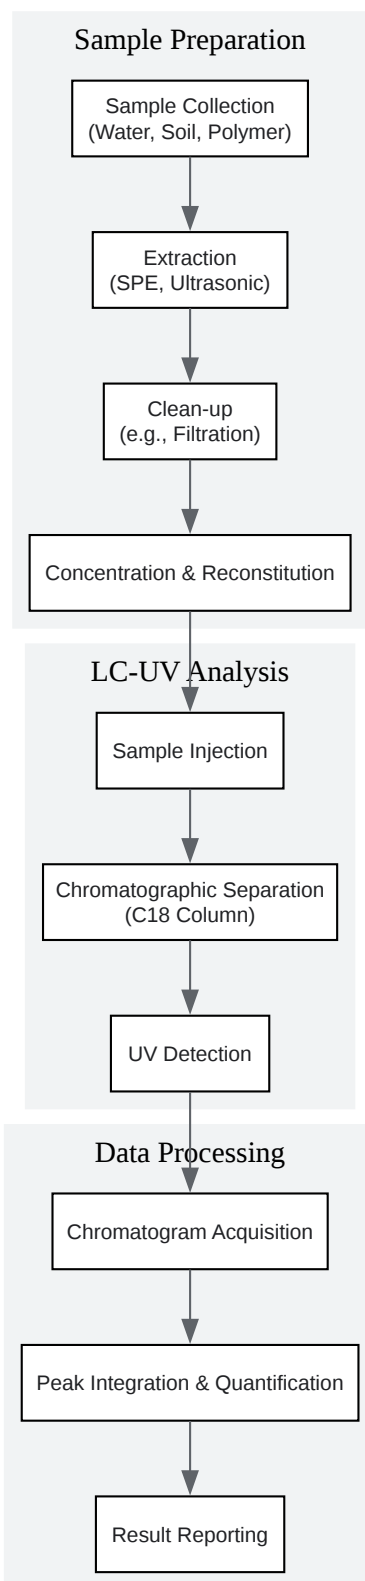 Sample Preparation
Sample Collection
(Water, Soil, Polymer)
Extraction
(SPE, Ultrasonic)
Clean-up
(e.g., Filtration)
Concentration & Reconstitution
LC-UV Analysis
Sample Injection
Chromatographic Separation
(C18 Column)
UV Detection
Data Processing
Chromatogram Acquisition
Peak Integration & Quantification
Result Reporting